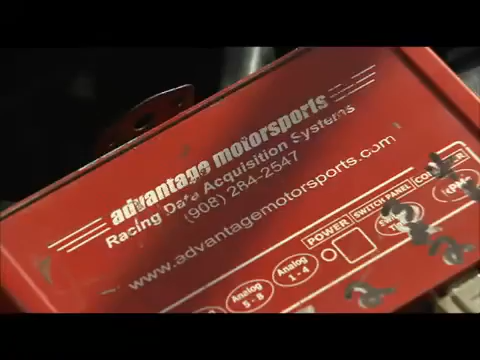 advantage motorsports
Racing Data Acquisition Systems
(908) 284-2547
www.advantagemotorsports.com
POWER
SWITCH PANEL
Analog
1 - 4
Analog
5 - 8